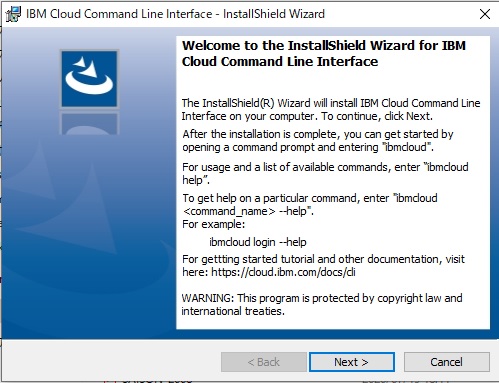 IBM Cloud Command Line Interface - InstallShield Wizard
Welcome to the InstallShield Wizard for IBM
Cloud Command Line Interface
The InstallShield(R) Wizard will install IBM Cloud Command Line
Interface on your computer. To continue, click Next.
After the installation is complete, you can get started by
opening a command prompt and entering "ibmcloud".
For usage and a list of available commands, enter “ibmcloud
help”.
To get help on a particular command, enter "ibmcloud
<command_name> --help".
For example:
ibmcloud login --help
For gettting started tutorial and other documentation, visit
here: https://cloud.ibm.com/docs/cli
WARNING: This program is protected by copyright law and
international treaties.
< Back
Next >
Cancel